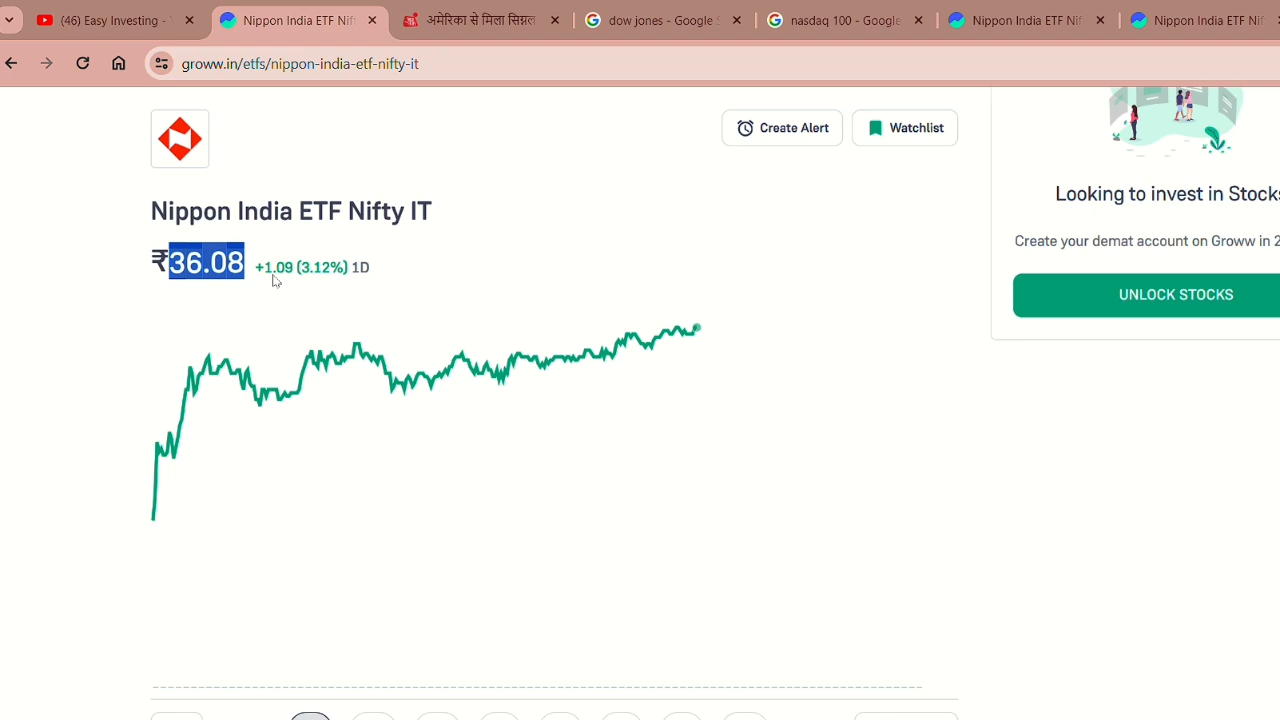 (46) Easy Investing -
Nippon India ETF Nif
अमेरिका से मिला सिग्नल
dow jones - Google
nasdaq 100 - Google
Nippon India ETF Nif
Nippon India ETF Nif
groww.in/etfs/nippon-india-etf-nifty-it
Create Alert
Watchlist
Nippon India ETF Nifty IT
₹36.08 +1.09 (3.12%) 1D
Looking to invest in Stocks
Create your demat account on Groww in 2
UNLOCK STOCKS